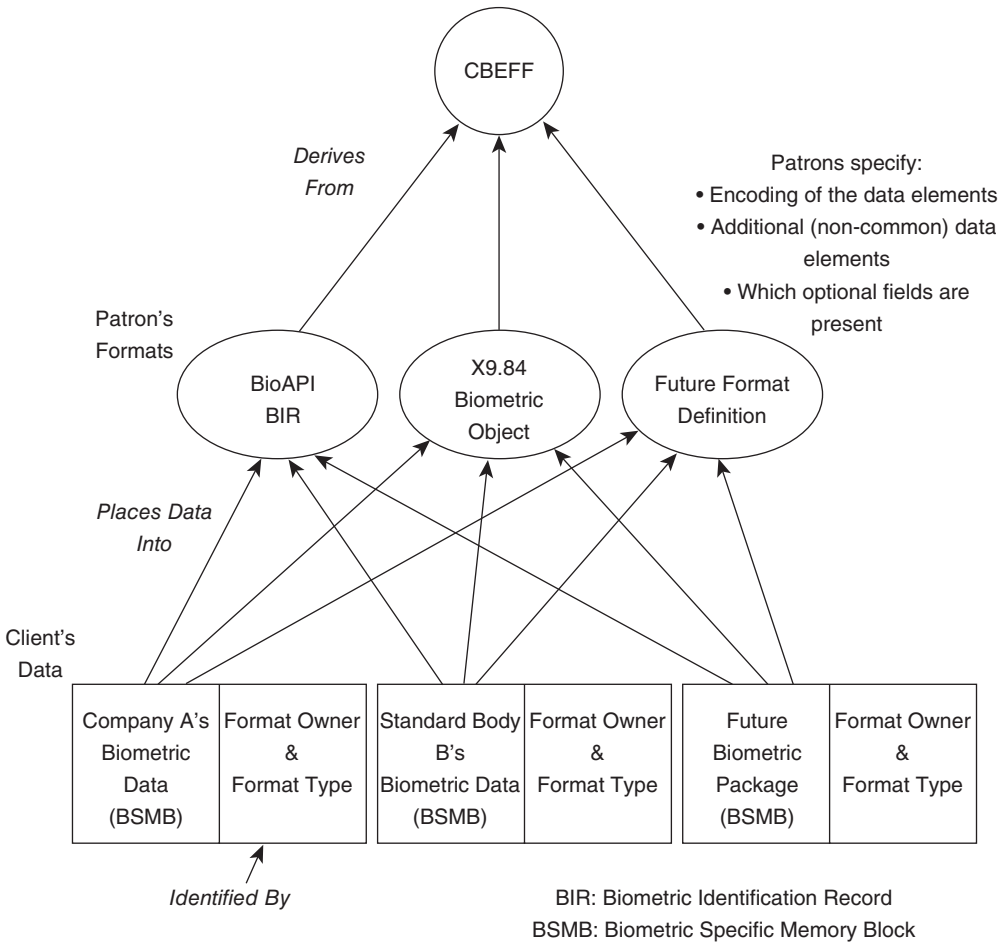 CBEFF
Derives
From
Patrons specify:
• Encoding of the data elements
• Additional (non-common) data
elements
• Which optional fields are
present
Patron's
Formats
BioAPI
BIR
X9.84
Biometric
Object
Future Format
Definition
Places Data
Into
Client's
Data
Company A's
Biometric
Data
(BSMB)
Format Owner
&
Format Type
Standard Body
B's
Biometric Data
(BSMB)
Format Owner
&
Format Type
Future
Biometric
Package
(BSMB)
Format Owner
&
Format Type
Identified By
BIR: Biometric Identification Record
BSMB: Biometric Specific Memory Block